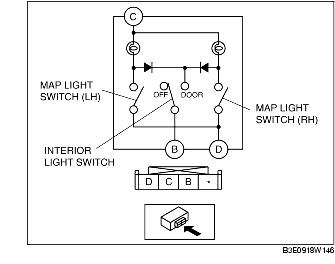 C
MAP LIGHT
SWITCH (LH)
OFF
DOOR
MAP LIGHT
SWITCH (RH)
INTERIOR
LIGHT SWITCH
B
D
D C B *
B3E0918W146